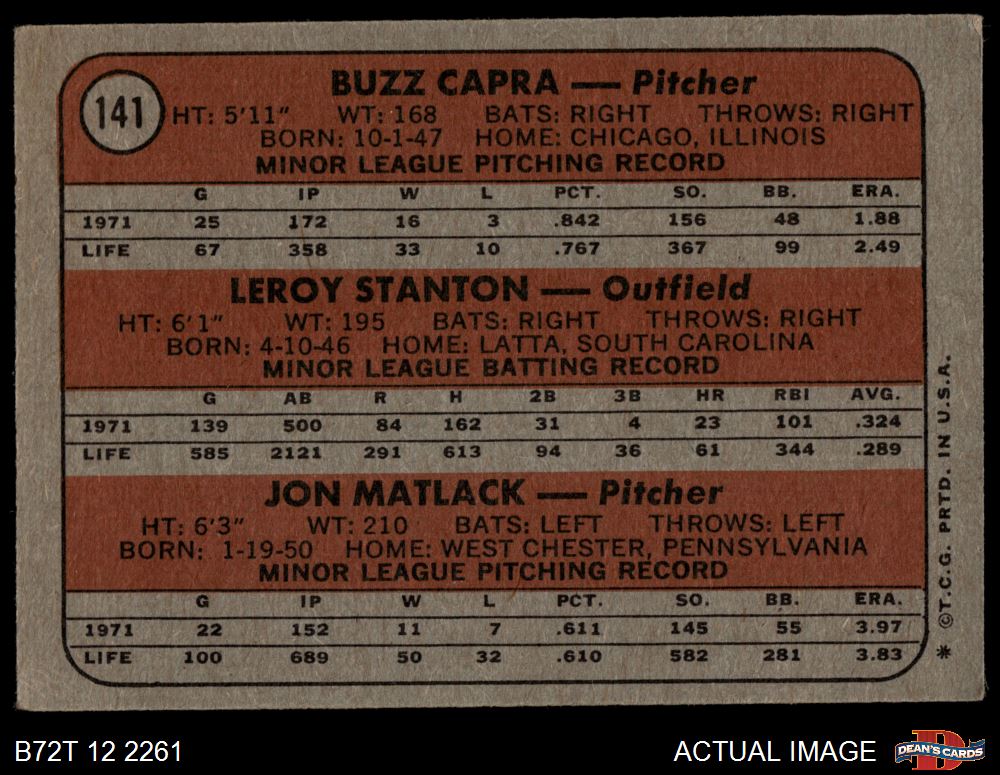 141
BUZZ CAPRA — Pitcher
HT: 5'11" WT: 168 BATS: RIGHT THROWS: RIGHT
BORN: 10-1-47 HOME: CHICAGO, ILLINOIS
MINOR LEAGUE PITCHING RECORD
G IP W L PCT. SO. BB. ERA.
1971 25 172 16 3 .842 156 48 1.88
LIFE 67 358 33 10 .767 367 99 2.49
LEROY STANTON — Outfield
HT: 6'1" WT: 195 BATS: RIGHT THROWS: RIGHT
BORN: 4-10-46 HOME: LATTA, SOUTH CAROLINA
MINOR LEAGUE BATTING RECORD
G AB R H 2B 3B HR RBI AVG.
1971 139 500 84 162 31 4 23 101 .324
LIFE 585 2121 291 613 94 36 61 344 .289
JON MATLACK — Pitcher
HT: 6'3" WT: 210 BATS: LEFT THROWS: LEFT
BORN: 1-19-50 HOME: WEST CHESTER, PENNSYLVANIA
MINOR LEAGUE PITCHING RECORD
G IP W L PCT. SO. BB. ERA.
1971 22 152 11 7 .611 145 55 3.97
LIFE 100 689 50 32 .610 582 281 3.83
* ©T.C.G. PRTD. IN U.S.A.
B72T 12 2261
ACTUAL IMAGE
D
DEAN'S CARDS